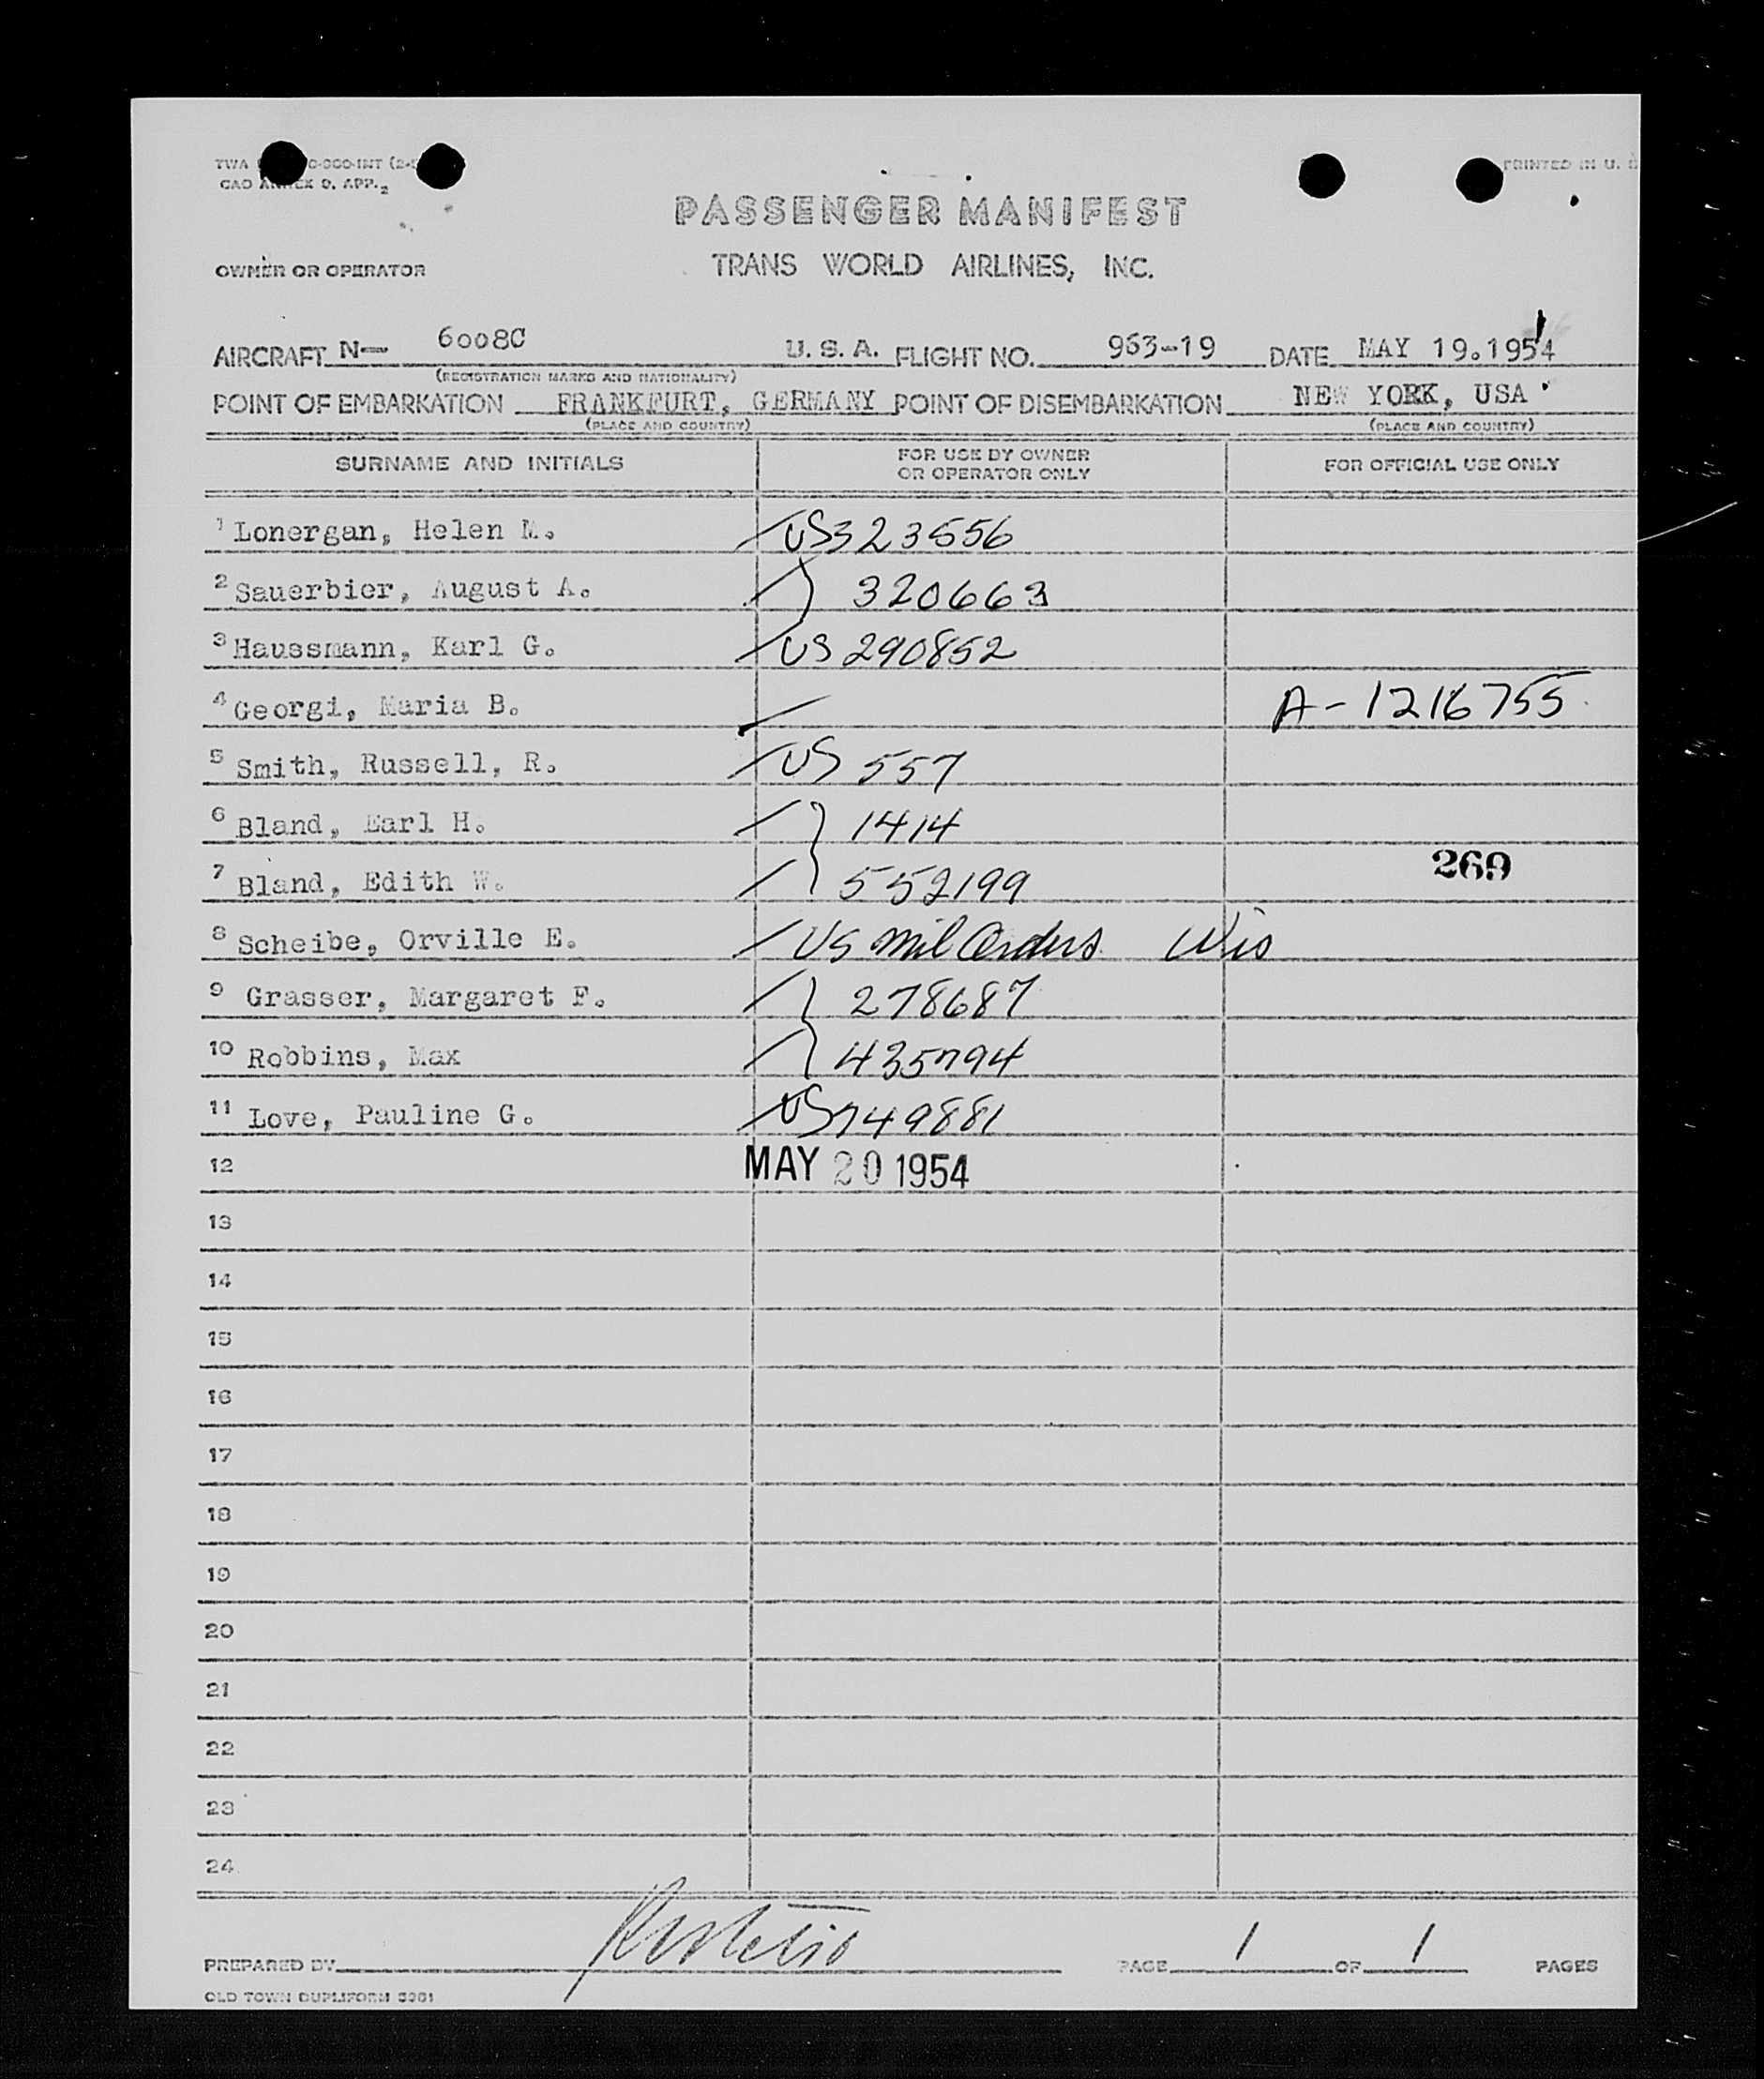 PASSENGER MANIFEST
OWNER OR OPERATOR TRANS WORLD AIRLINES, INC.
AIRCRAFT N— 6008C U. S. A. FLIGHT NO. 963-19 DATE MAY 19.1954
(REGISTRATION MARKS AND NATIONALITY)
POINT OF EMBARKATION FRANKFURT, GERMANY POINT OF DISEMBARKATION NEW YORK, USA
(PLACE AND COUNTRY) (PLACE AND COUNTRY)
SURNAME AND INITIALS FOR USE BY OWNER OR OPERATOR ONLY FOR OFFICIAL USE ONLY
1 Lonergan, Helen M. US323556
2 Sauerbier, August A. 320663
3 Haussmann, Karl G. US 290852
4 Georgi, Maria B. A-1216755
5 Smith, Russell, R. US 557
6 Bland, Earl H. 1414
7 Bland, Edith W. 552199 269
8 Scheibe, Orville E. US mil Orders Wis
9 Grasser, Margaret F. 278687
10 Robbins, Max 435794
11 Love, Pauline G. US749881
12 MAY 20 1954
13
14
15
16
17
18
19
20
21
22
23
24
PREPARED BY PAGE 1 OF 1 PAGES
OLD TOWN DUPLIFORM